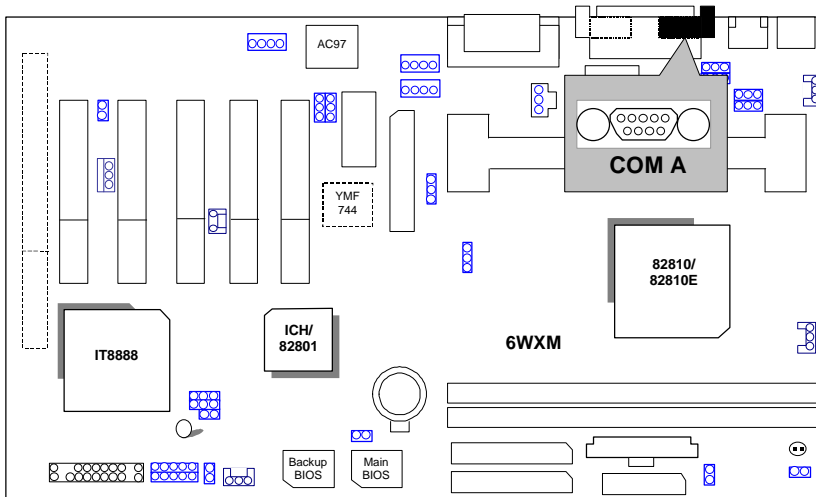 AC97
COM A
YMF
744
82810/
82810E
ICH/
82801
IT8888
6WXM
Backup
BIOS
Main
BIOS